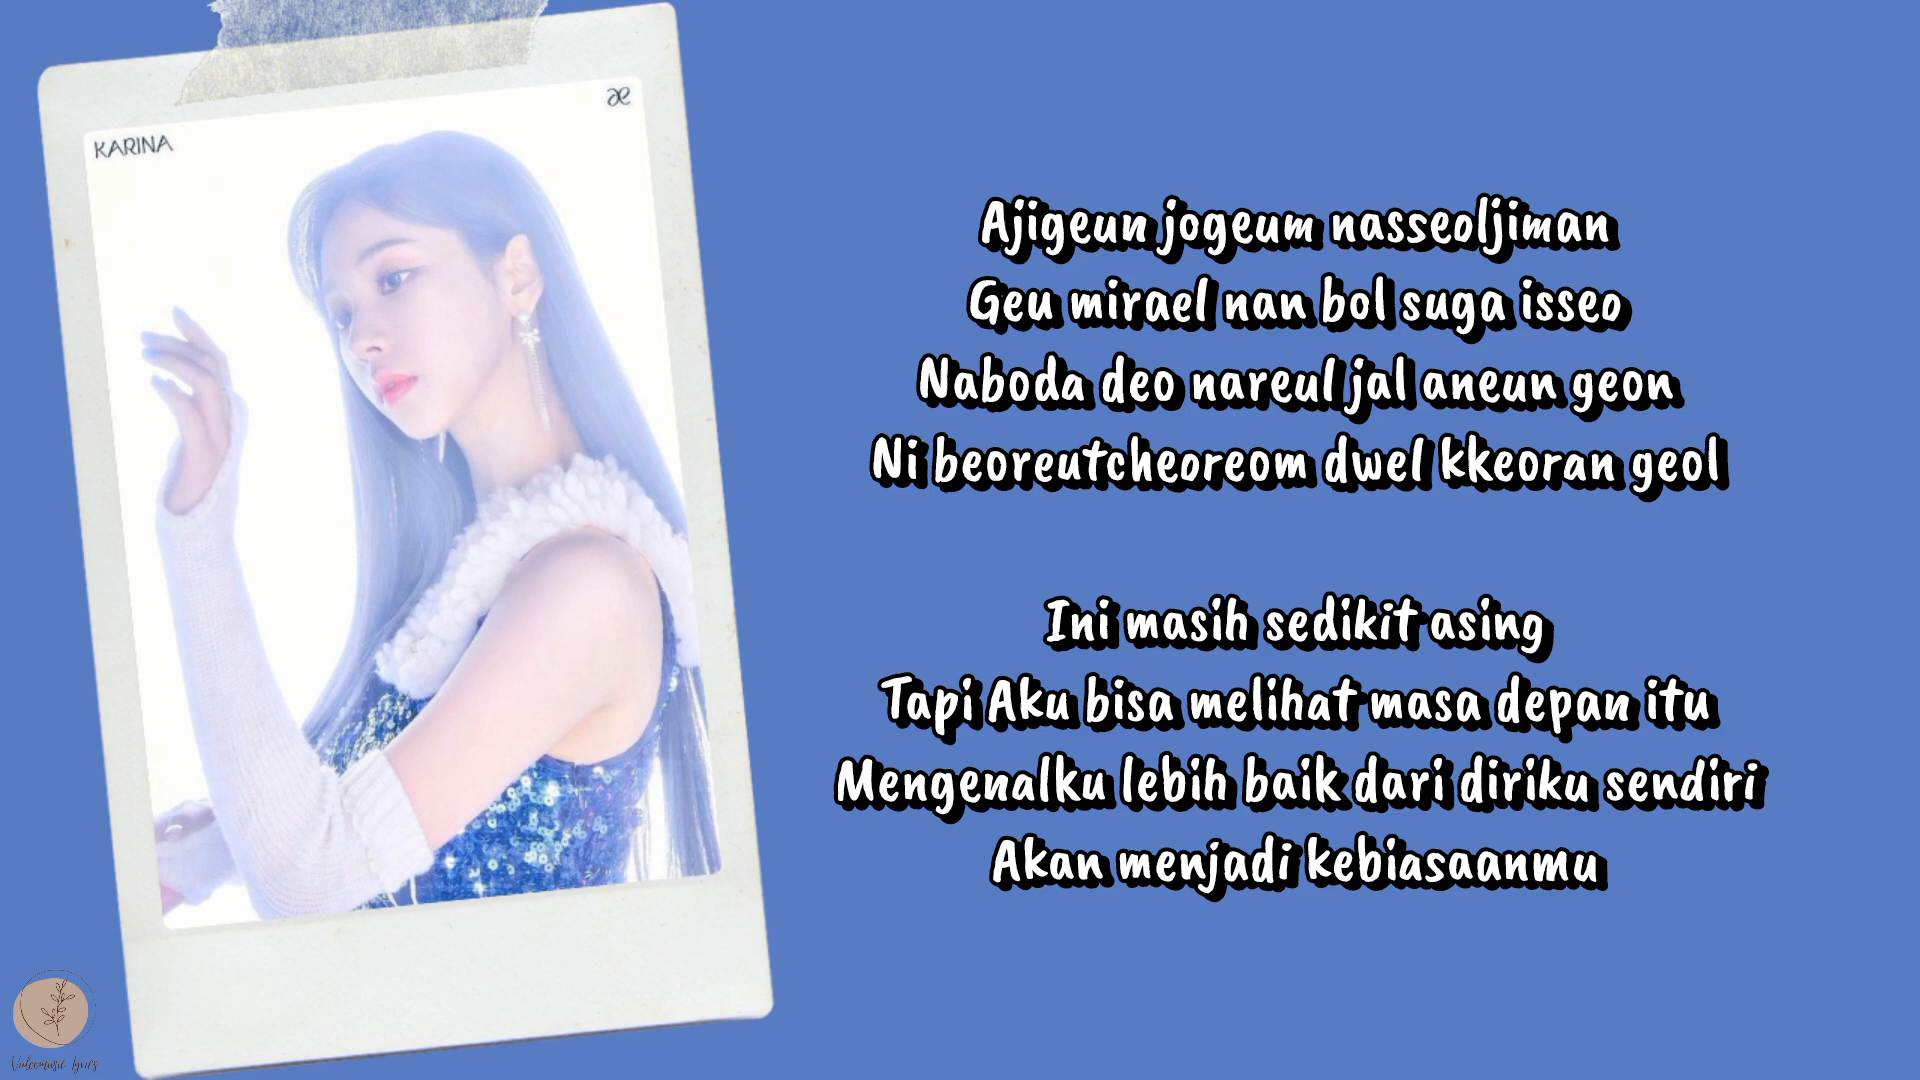 KARINA
æ
Ajigeun jogeum nasseoljiman
Geu mirael nan bol suga isseo
Naboda deo nareul jal aneun geon
Ni beoreutcheoreom dwel kkeoran geol
Ini masih sedikit asing
Tapi Aku bisa melihat masa depan itu
Mengenalku lebih baik dari diriku sendiri
Akan menjadi kebiasaanmu
Lyrics